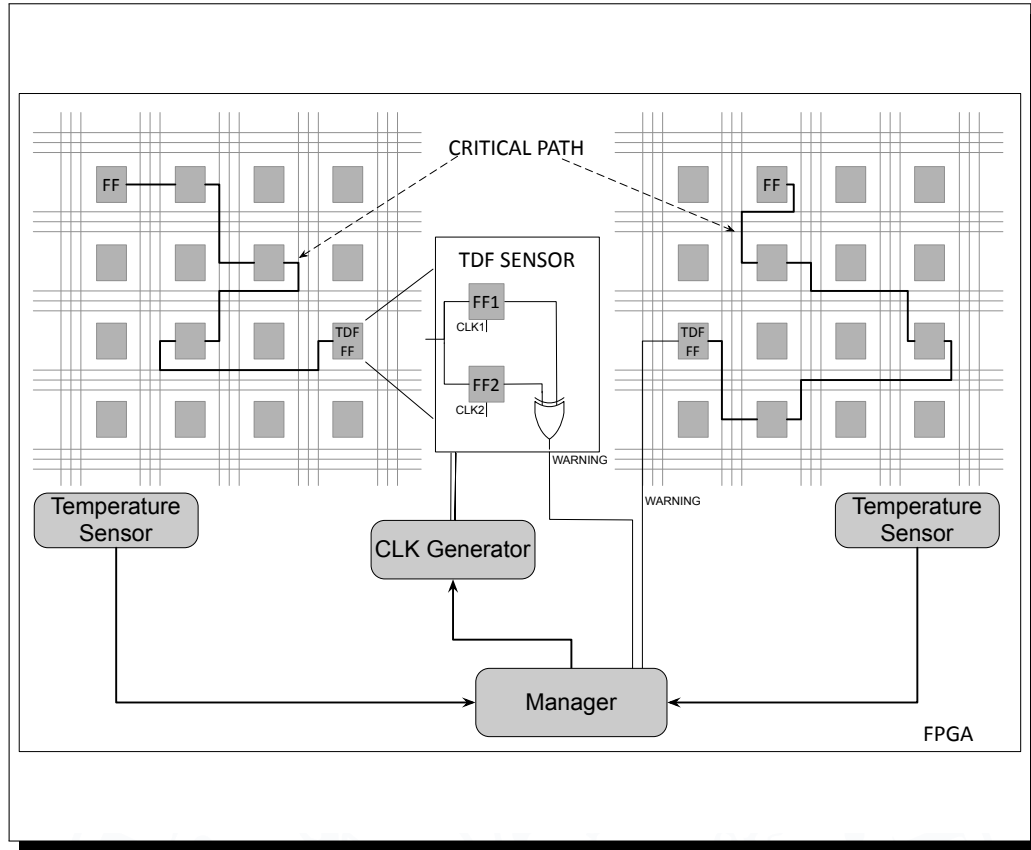 CRITICAL PATH
FF
FF
TDF SENSOR
FF1
CLK1
TDF
FF
TDF
FF
FF2
CLK2
WARNING
WARNING
Temperature
Sensor
CLK Generator
Temperature
Sensor
Manager
FPGA